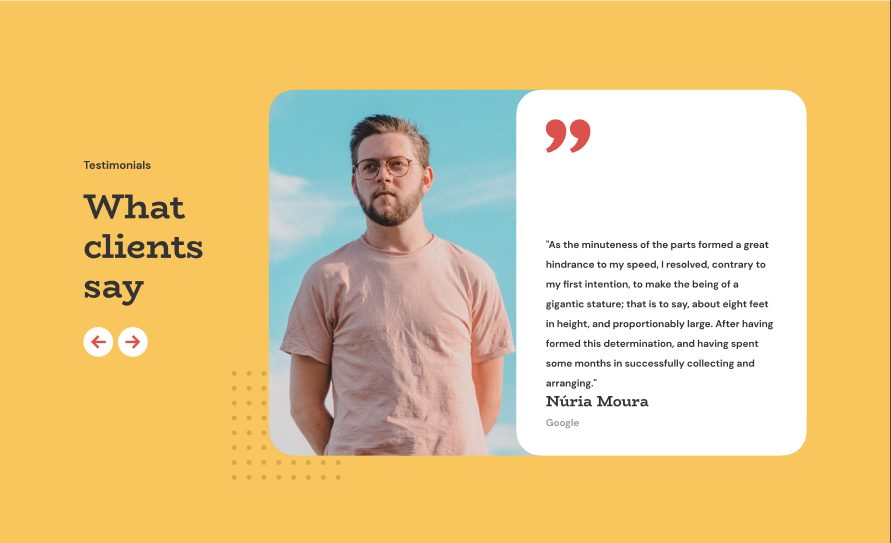 Testimonials
What
clients
say
"As the minuteness of the parts formed a great
hindrance to my speed, I resolved, contrary to
my first intention, to make the being of a
gigantic stature; that is to say, about eight feet
in height, and proportionably large. After having
formed this determination, and having spent
some months in successfully collecting and
arranging."
Núria Moura
Google